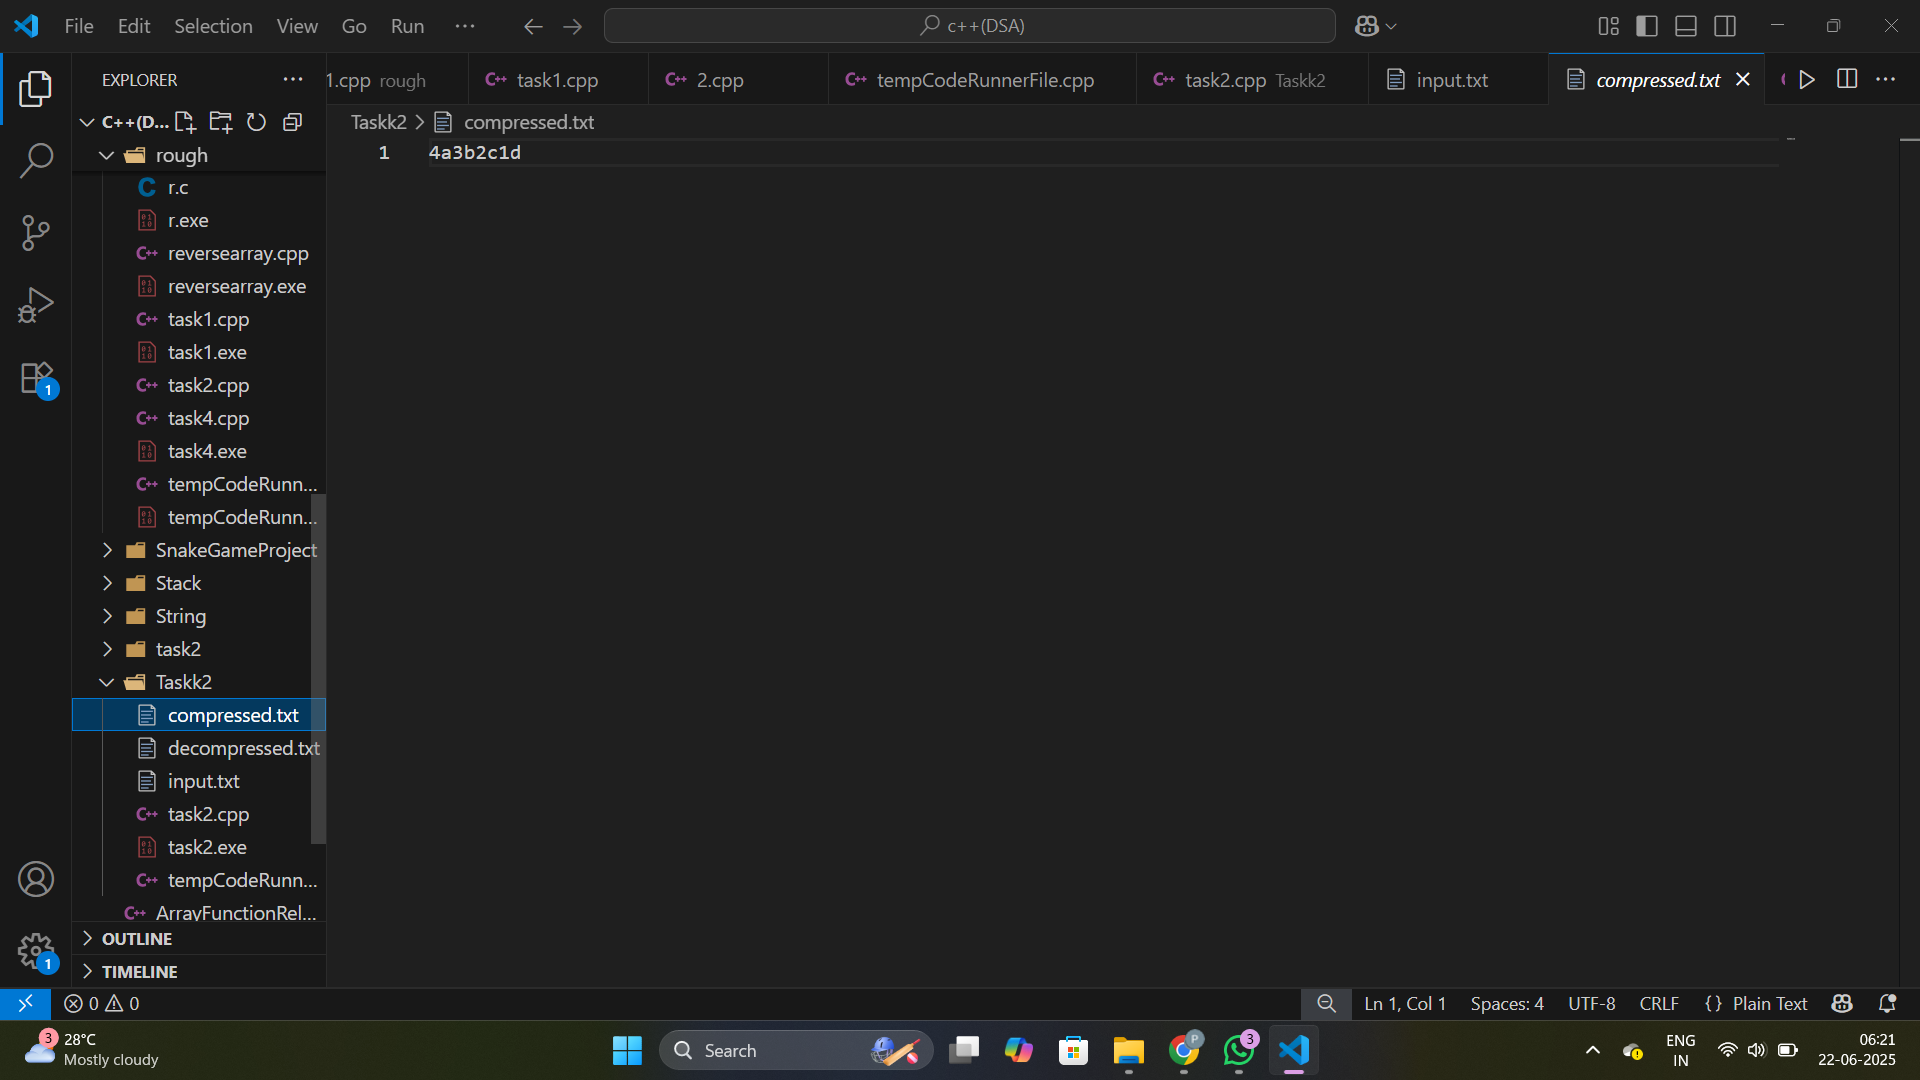 File Edit Selection View Go Run ···
c++(DSA)
EXPLORER ···
1.cpp rough
task1.cpp
2.cpp
tempCodeRunnerFile.cpp
task2.cpp Taskk2
input.txt
compressed.txt
···
C++(D...
Taskk2 > compressed.txt
rough
1 4a3b2c1d
r.c
r.exe
reversearray.cpp
reversearray.exe
task1.cpp
task1.exe
task2.cpp
task4.cpp
task4.exe
tempCodeRunn...
tempCodeRunn...
SnakeGameProject
Stack
String
task2
Taskk2
compressed.txt
decompressed.txt
input.txt
task2.cpp
task2.exe
tempCodeRunn...
ArrayFunctionRel...
1
1
OUTLINE
TIMELINE
0 0
Ln 1, Col 1 Spaces: 4 UTF-8 CRLF {} Plain Text
3
28°C
Mostly cloudy
Search
P
3
ENG
IN
06:21
22-06-2025